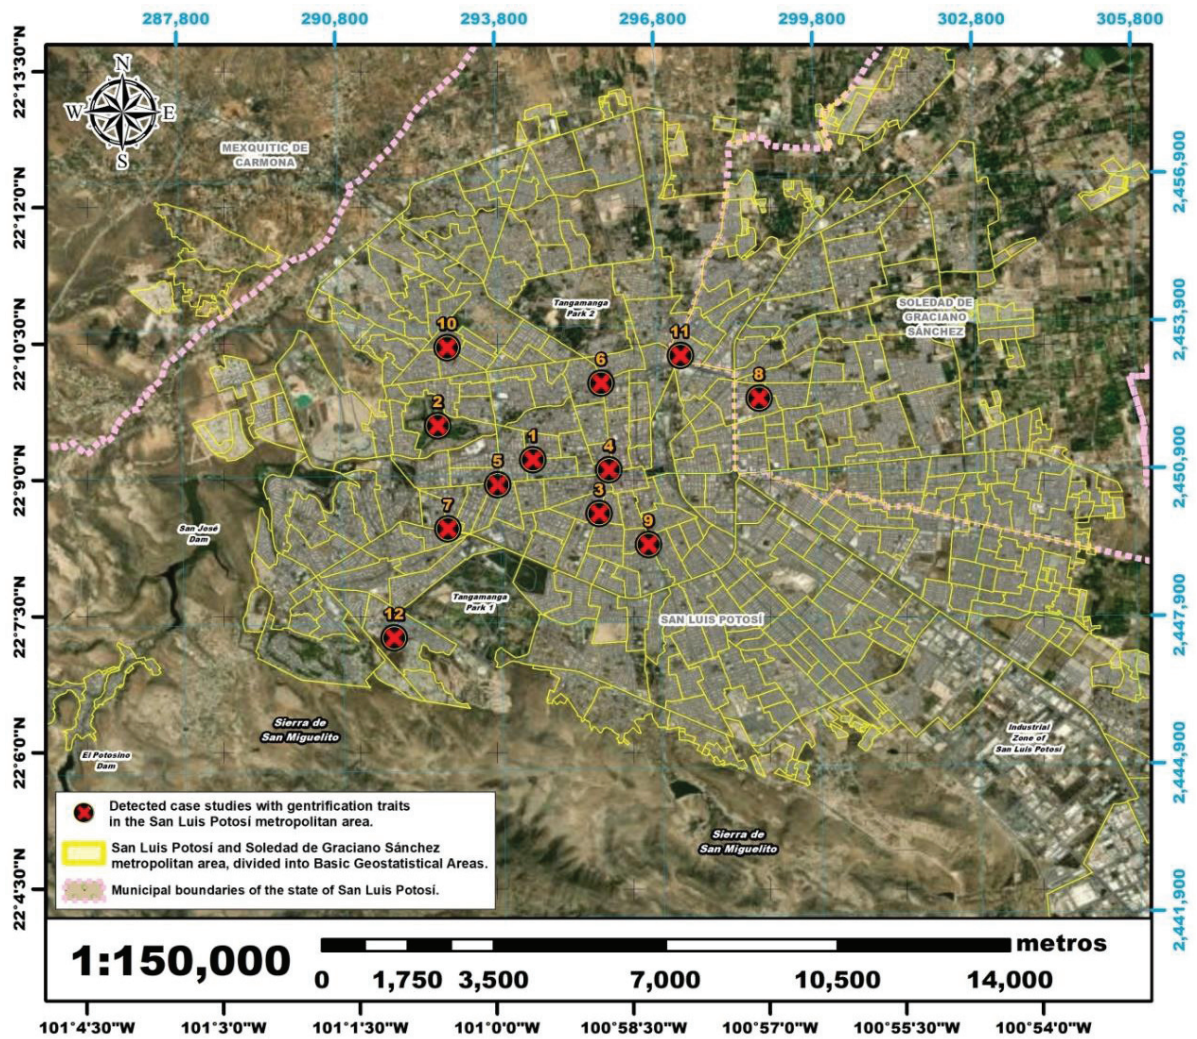 287,800 290,800 293,800 296,800 299,800 302,800 305,800
22°13'30"N
22°12'0"N
22°10'30"N
22°9'0"N
22°7'30"N
22°6'0"N
22°4'30"N
N
W E
S
MEXQUITIC DE
CARMONA
2,456,900
2,453,900
2,450,900
2,447,900
2,444,900
2,441,900
Tangamanga
Park 2
SOLEDAD DE
GRACIANO
SÁNCHEZ
10
11
6
8
2
1
4
5
3
7
9
12
San José
Dam
Tangamanga
Park 1
SAN LUIS POTOSÍ
Sierra de
San Miguelito
El Potosino
Dam
Industrial
Zone of
San Luis Potosí
Sierra de
San Miguelito
Detected case studies with gentrification traits
in the San Luis Potosí metropolitan area.
San Luis Potosí and Soledad de Graciano Sánchez
metropolitan area, divided into Basic Geostatistical Areas.
Municipal boundaries of the state of San Luis Potosí.
1:150,000
metros
0 1,750 3,500 7,000 10,500 14,000
101°4'30"W 101°3'0"W 101°1'30"W 101°0'0"W 100°58'30"W 100°57'0"W 100°55'30"W 100°54'0"W